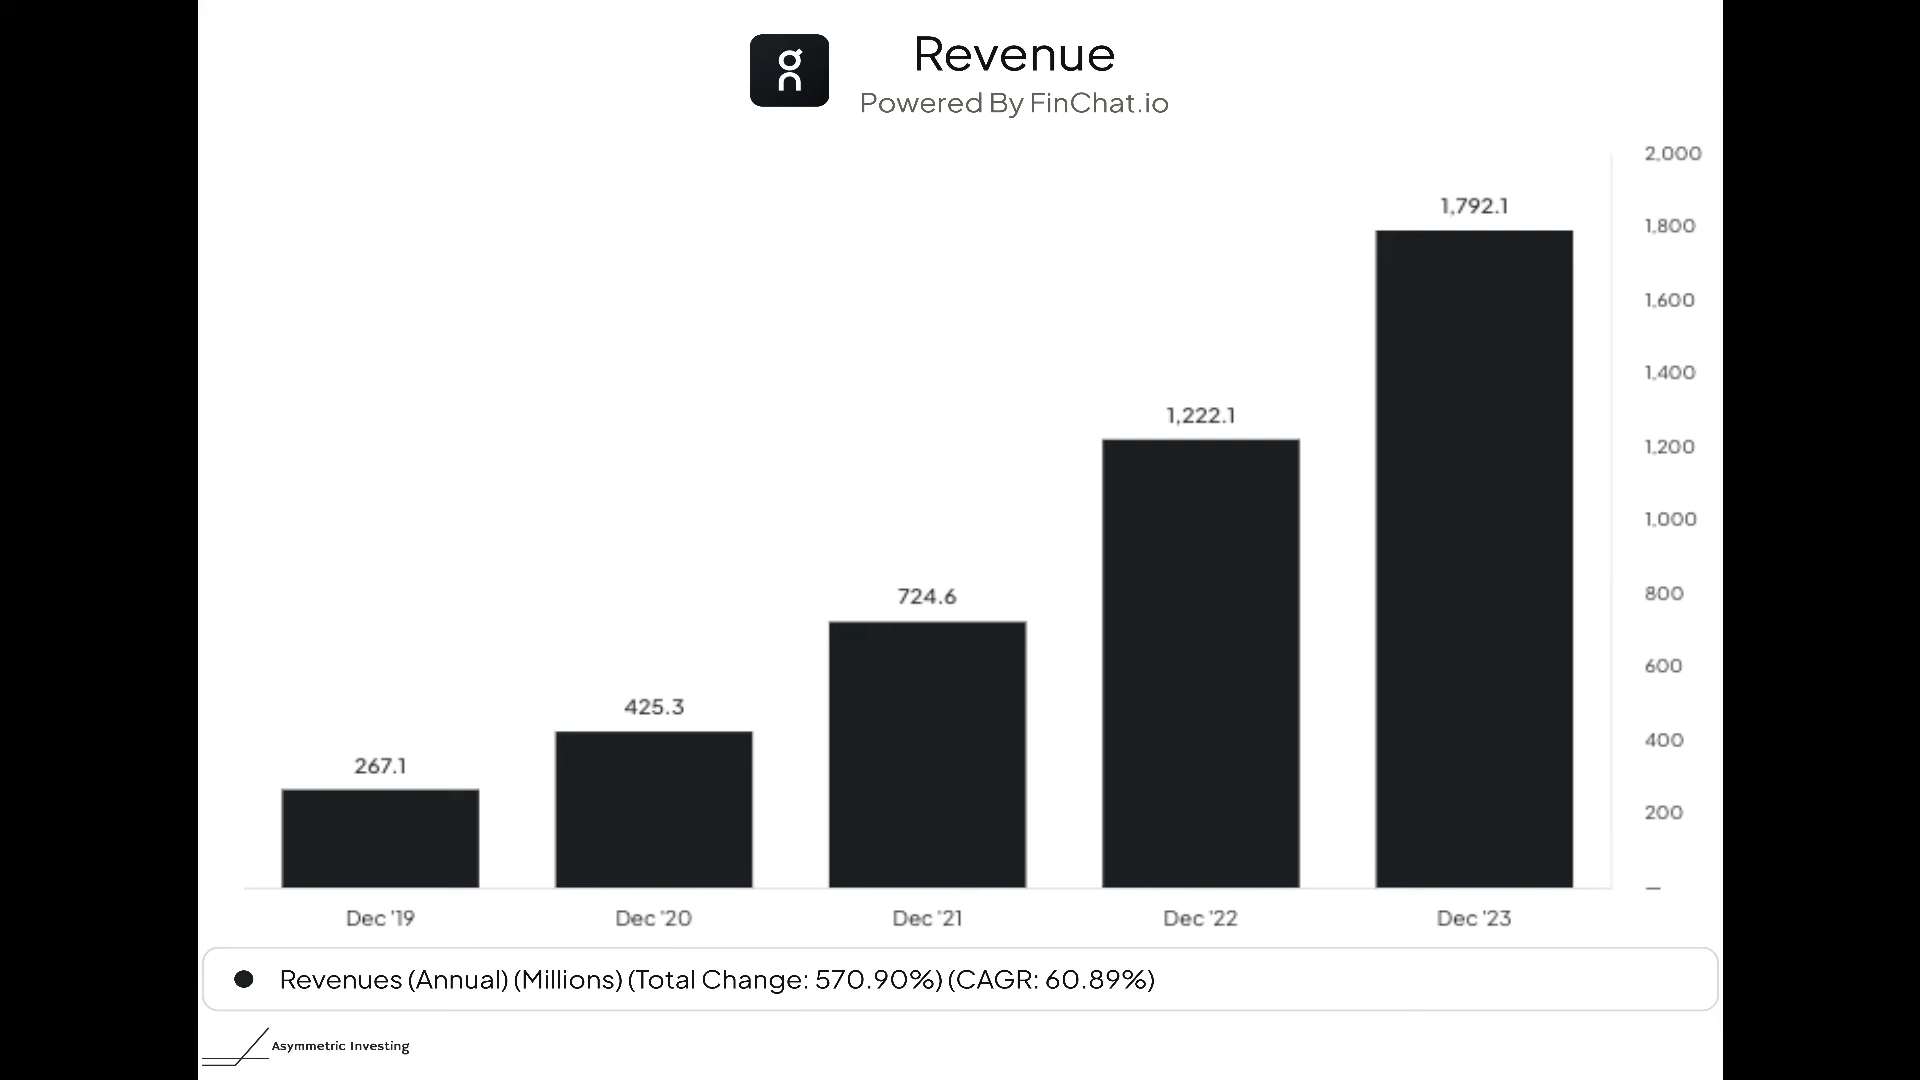 on
Revenue
Powered By FinChat.io
2,000
1,800
1,600
1,400
1,200
1,000
800
600
400
200
—
267.1
425.3
724.6
1,222.1
1,792.1
Dec '19
Dec '20
Dec '21
Dec '22
Dec '23
Revenues (Annual) (Millions) (Total Change: 570.90%) (CAGR: 60.89%)
Asymmetric Investing